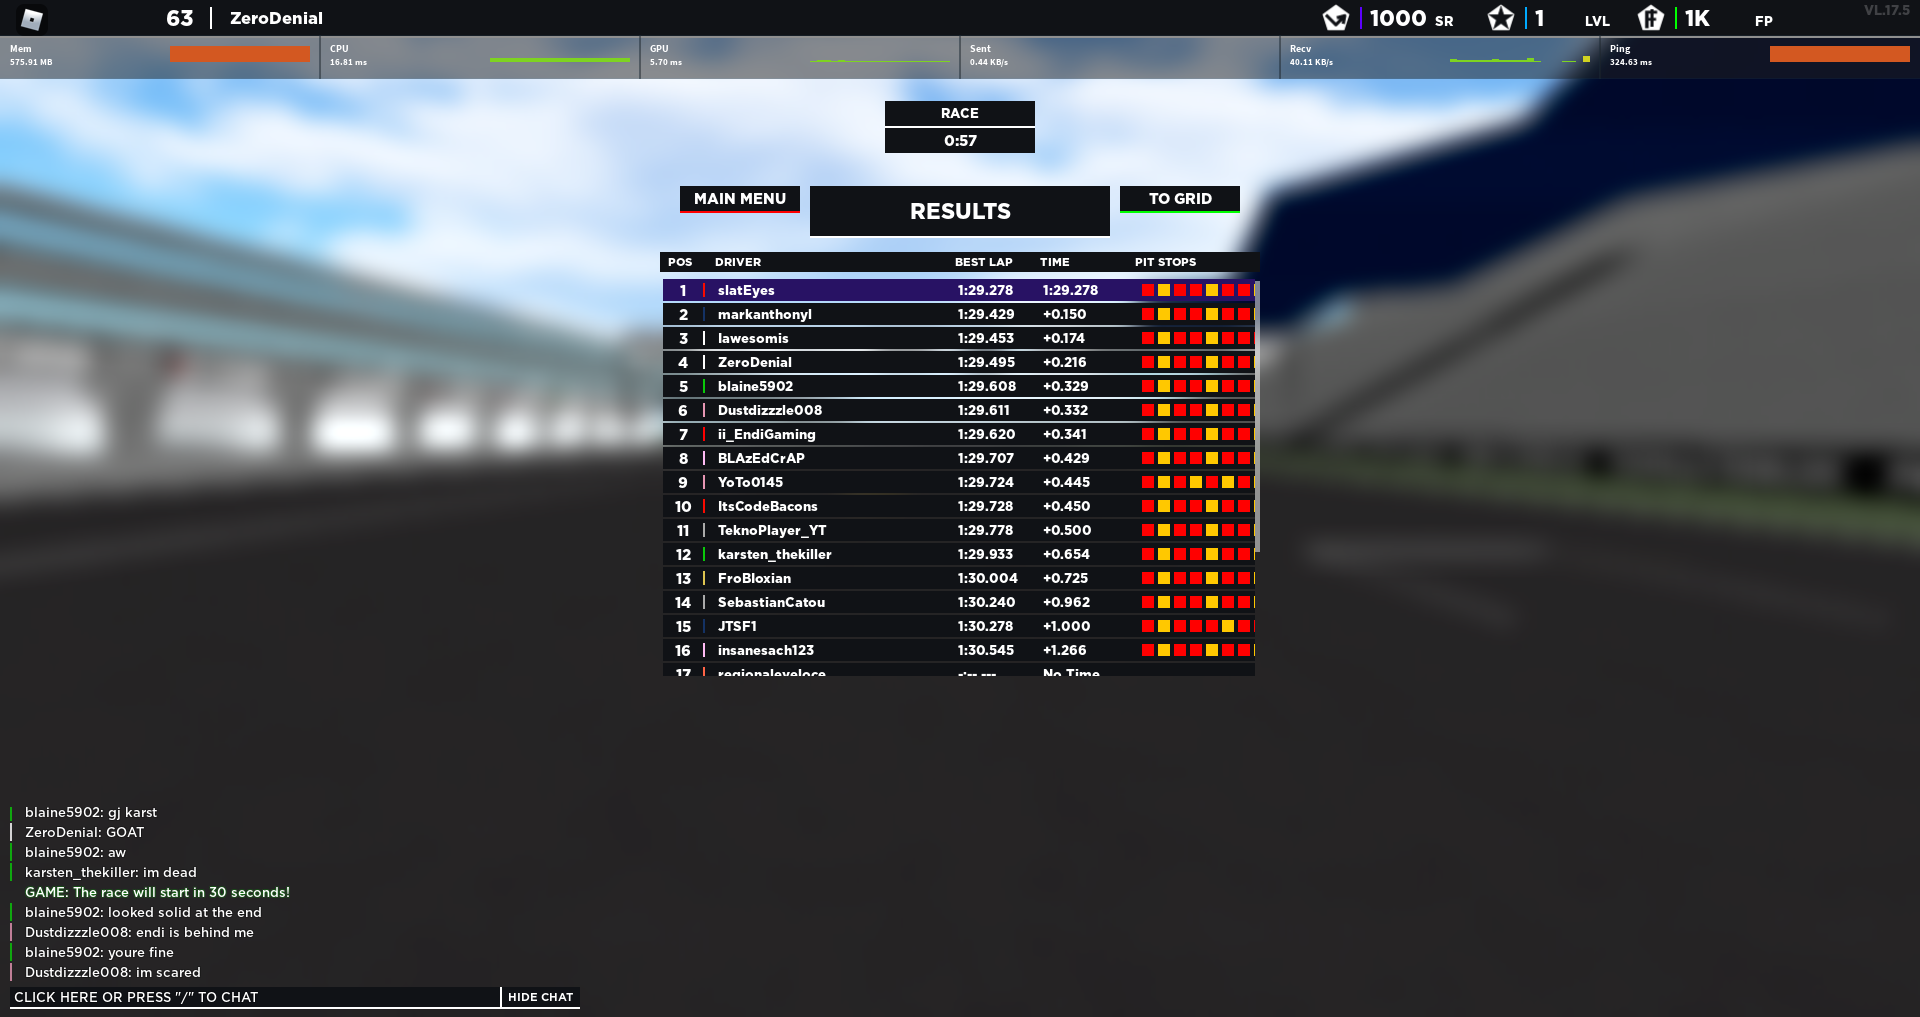 63 ZeroDenial 1000 SR 1 LVL 1K FP VL.17.5
Mem CPU GPU Sent Recv Ping
575.91 MB 16.81 ms 5.70 ms 0.44 KB/s 40.11 KB/s 324.63 ms
RACE
0:57
MAIN MENU RESULTS TO GRID
POS DRIVER BEST LAP TIME PIT STOPS
1 slatEyes 1:29.278 1:29.278
2 markanthonyl 1:29.429 +0.150
3 lawesomis 1:29.453 +0.174
4 ZeroDenial 1:29.495 +0.216
5 blaine5902 1:29.608 +0.329
6 Dustdizzzle008 1:29.611 +0.332
7 ii_EndiGaming 1:29.620 +0.341
8 BLAzEdCrAP 1:29.707 +0.429
9 YoTo0145 1:29.724 +0.445
10 ItsCodeBacons 1:29.728 +0.450
11 TeknoPlayer_YT 1:29.778 +0.500
12 karsten_thekiller 1:29.933 +0.654
13 FroBloxian 1:30.004 +0.725
14 SebastianCatou 1:30.240 +0.962
15 JTSF1 1:30.278 +1.000
16 insanesach123 1:30.545 +1.266
17 regionaleveloce -:--.--- No Time
blaine5902: gj karst
ZeroDenial: GOAT
blaine5902: aw
karsten_thekiller: im dead
GAME: The race will start in 30 seconds!
blaine5902: looked solid at the end
Dustdizzzle008: endi is behind me
blaine5902: youre fine
Dustdizzzle008: im scared
CLICK HERE OR PRESS "/" TO CHAT HIDE CHAT